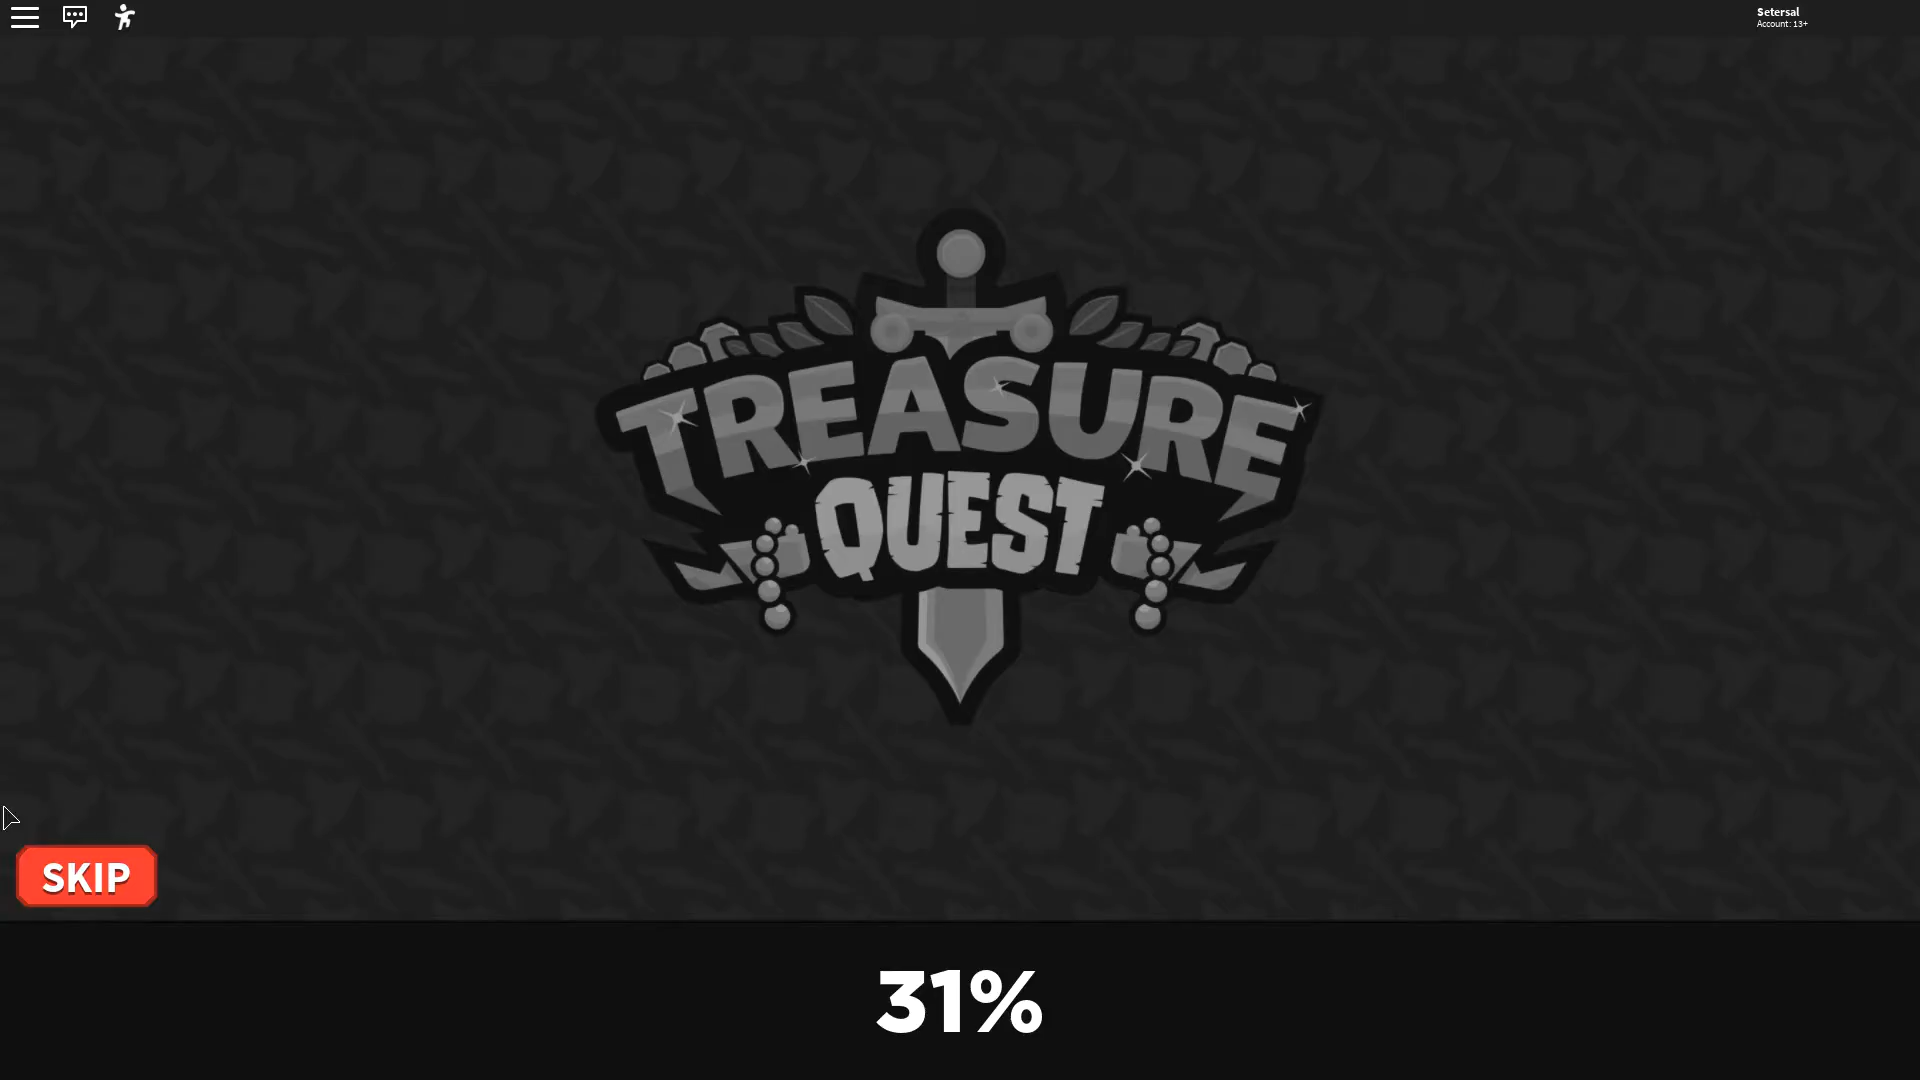 Setersal
Account: 13+
TREASURE
QUEST
SKIP
31%